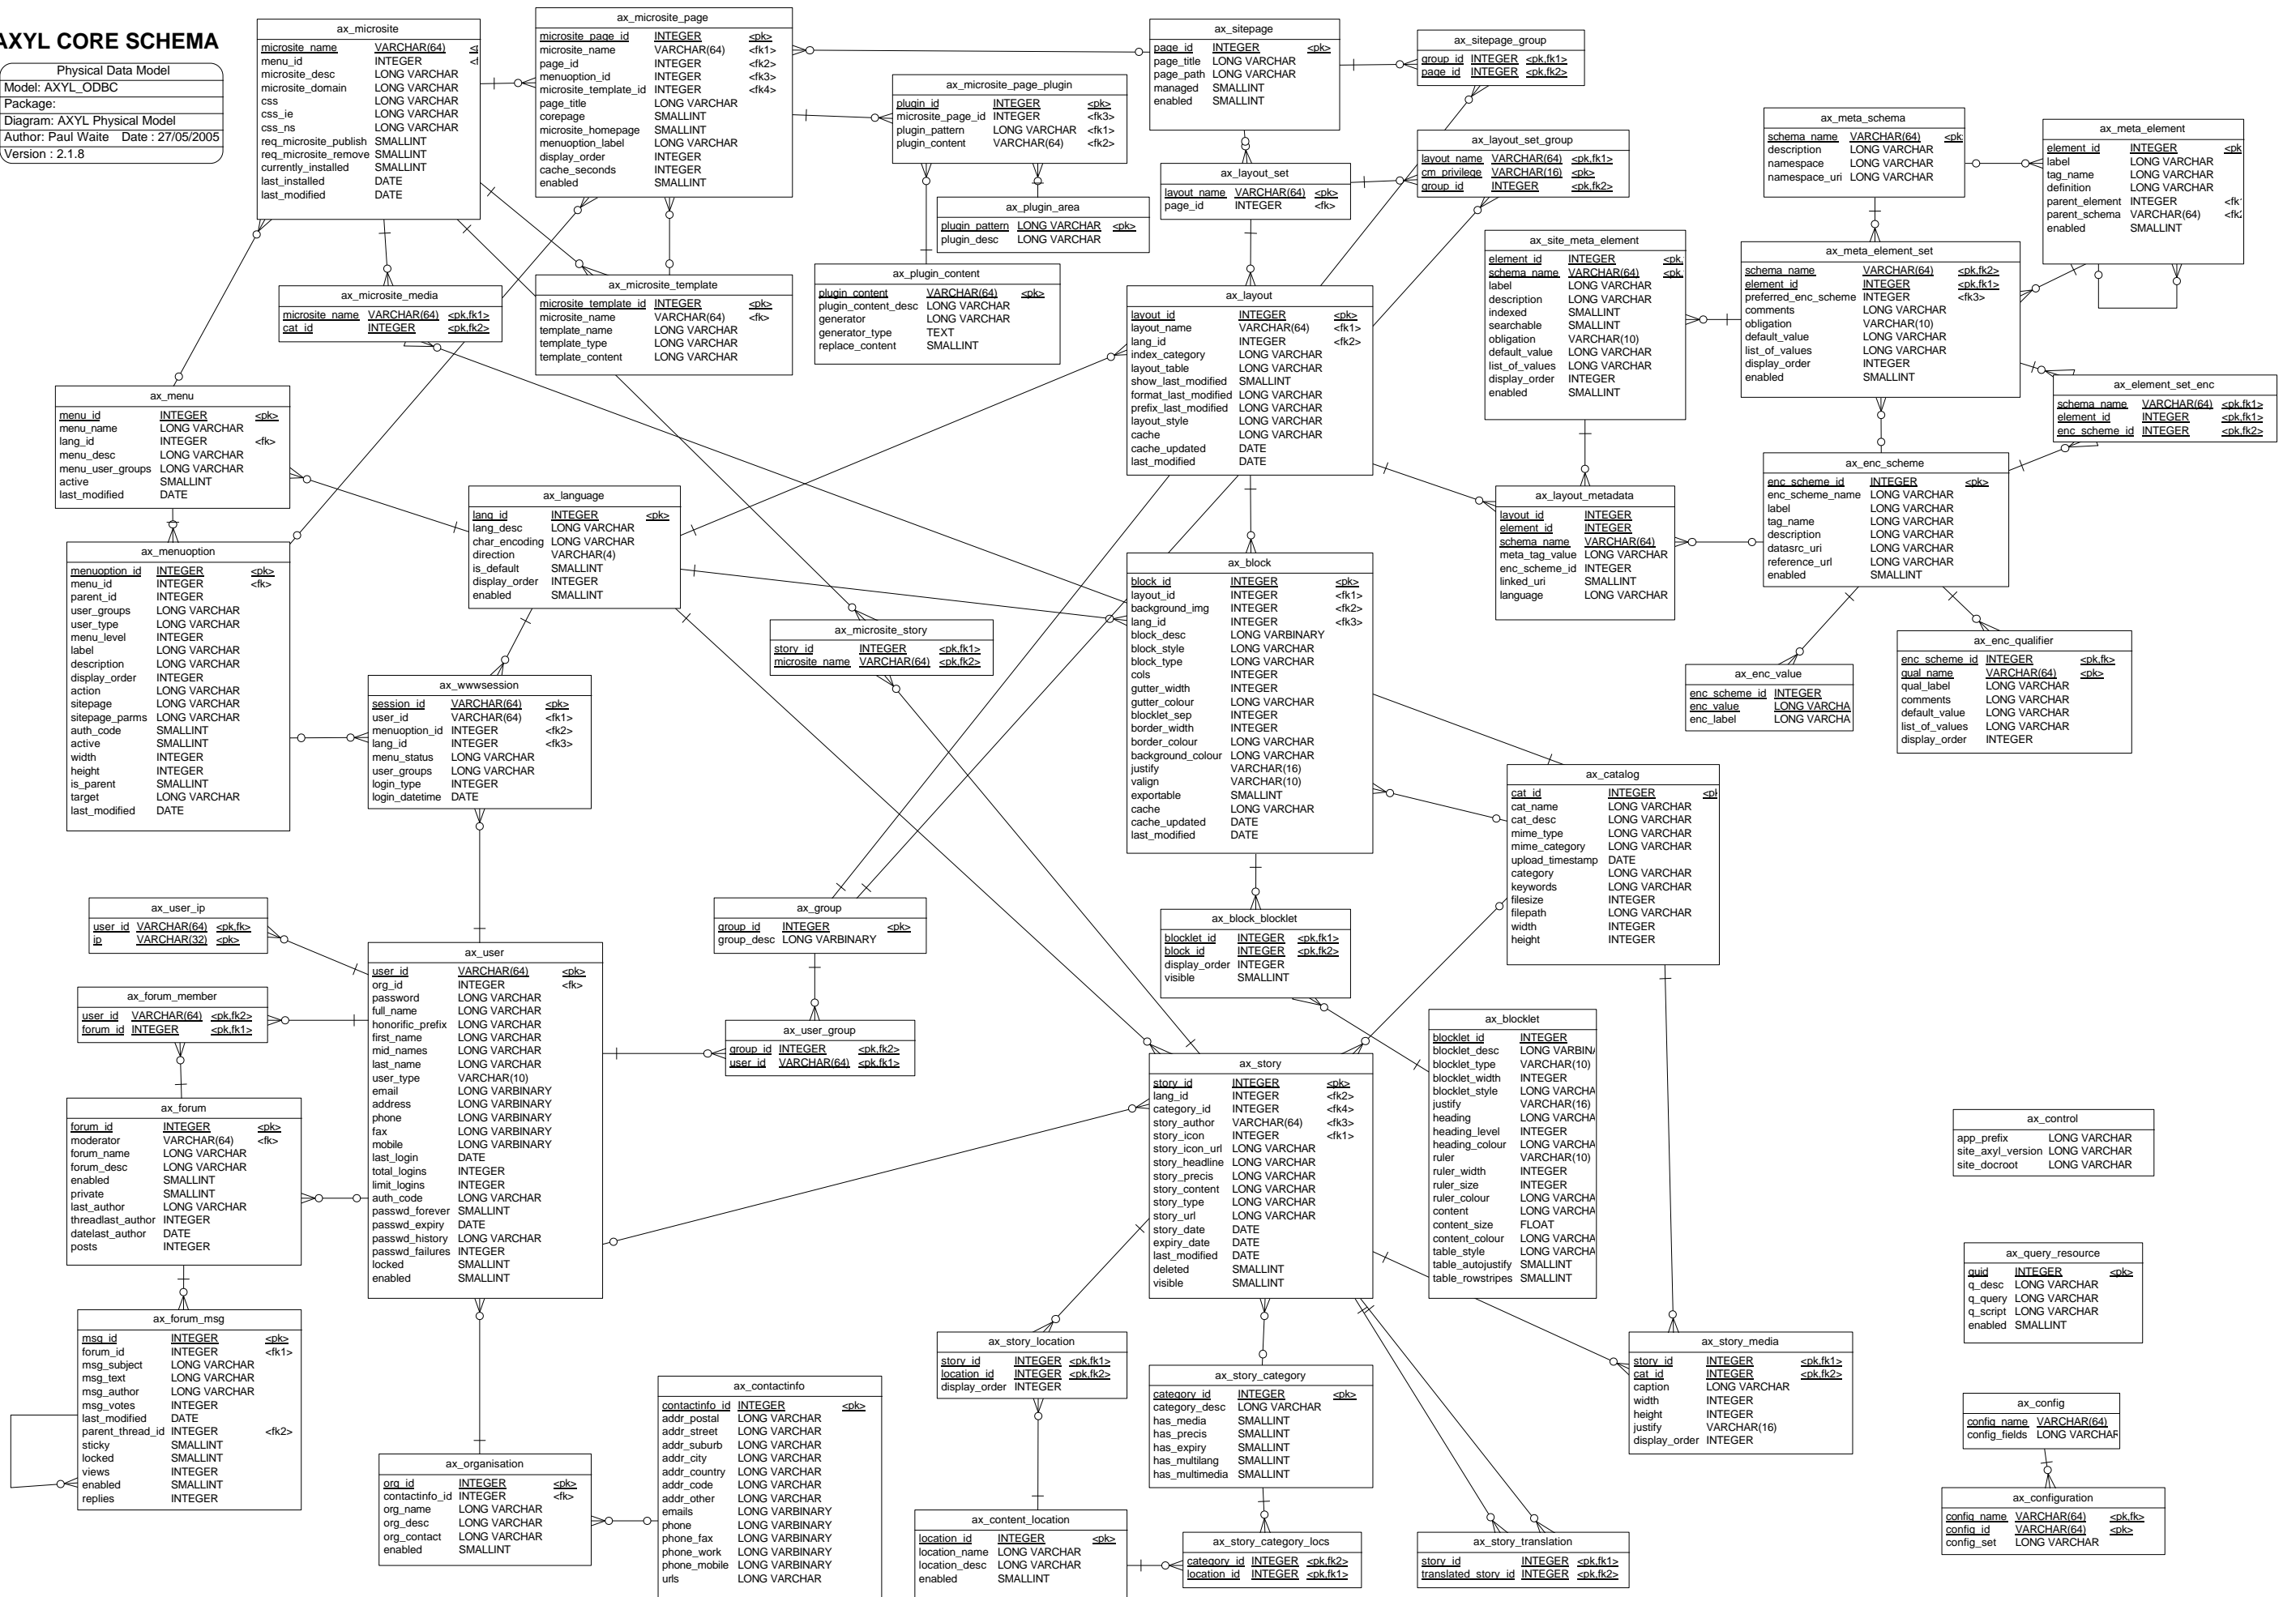 AXYL CORE SCHEMA
Physical Data Model
Model: AXYL_ODBC
Package:
Diagram: AXYL Physical Model
Author: Paul Waite Date : 27/05/2005
Version : 2.1.8
ax_microsite
microsite_name VARCHAR(64)
menu_id INTEGER
microsite_desc LONG VARCHAR
microsite_domain LONG VARCHAR
css LONG VARCHAR
css_ie LONG VARCHAR
css_ns LONG VARCHAR
req_microsite_publish SMALLINT
req_microsite_remove SMALLINT
currently_installed SMALLINT
last_installed DATE
last_modified DATE
ax_microsite_page
microsite_page_id INTEGER <pk>
microsite_name VARCHAR(64) <fk1>
page_id INTEGER <fk2>
menuoption_id INTEGER <fk3>
microsite_template_id INTEGER <fk4>
page_title LONG VARCHAR
corepage SMALLINT
microsite_homepage SMALLINT
menuoption_label LONG VARCHAR
display_order INTEGER
cache_seconds INTEGER
enabled SMALLINT
ax_microsite_page_plugin
plugin_id INTEGER <pk>
microsite_page_id INTEGER <fk3>
plugin_pattern LONG VARCHAR <fk1>
plugin_content VARCHAR(64) <fk2>
ax_sitepage
page_id INTEGER <pk>
page_title LONG VARCHAR
page_path LONG VARCHAR
managed SMALLINT
enabled SMALLINT
ax_sitepage_group
group_id INTEGER <pk,fk1>
page_id INTEGER <pk,fk2>
ax_layout_set_group
layout_name VARCHAR(64) <pk,fk1>
cm_privilege VARCHAR(16) <pk>
group_id INTEGER <pk,fk2>
ax_layout_set
layout_name VARCHAR(64) <pk>
page_id INTEGER <fk>
ax_plugin_area
plugin_pattern LONG VARCHAR <pk>
plugin_desc LONG VARCHAR
ax_plugin_content
plugin_content VARCHAR(64) <pk>
plugin_content_desc LONG VARCHAR
generator LONG VARCHAR
generator_type TEXT
replace_content SMALLINT
ax_meta_schema
schema_name VARCHAR(64) <pk
description LONG VARCHAR
namespace LONG VARCHAR
namespace_uri LONG VARCHAR
ax_meta_element
element_id INTEGER <pk
label LONG VARCHAR
tag_name LONG VARCHAR
definition LONG VARCHAR
parent_element INTEGER <fk
parent_schema VARCHAR(64) <fk
enabled SMALLINT
ax_site_meta_element
element_id INTEGER <pk,
schema_name VARCHAR(64) <pk,
label LONG VARCHAR
description LONG VARCHAR
indexed SMALLINT
searchable SMALLINT
obligation VARCHAR(10)
default_value LONG VARCHAR
list_of_values LONG VARCHAR
display_order INTEGER
enabled SMALLINT
ax_meta_element_set
schema_name VARCHAR(64) <pk,fk2>
element_id INTEGER <pk,fk1>
preferred_enc_scheme INTEGER <fk3>
comments LONG VARCHAR
obligation VARCHAR(10)
default_value LONG VARCHAR
list_of_values LONG VARCHAR
display_order INTEGER
enabled SMALLINT
ax_element_set_enc
schema_name VARCHAR(64) <pk,fk1>
element_id INTEGER <pk,fk1>
enc_scheme_id INTEGER <pk,fk2>
ax_microsite_media
microsite_name VARCHAR(64) <pk,fk1>
cat_id INTEGER <pk,fk2>
ax_microsite_template
microsite_template_id INTEGER <pk>
microsite_name VARCHAR(64) <fk>
template_name LONG VARCHAR
template_type LONG VARCHAR
template_content LONG VARCHAR
ax_layout
layout_id INTEGER <pk>
layout_name VARCHAR(64) <fk1>
lang_id INTEGER <fk2>
index_category LONG VARCHAR
layout_table LONG VARCHAR
show_last_modified SMALLINT
format_last_modified LONG VARCHAR
prefix_last_modified LONG VARCHAR
layout_style LONG VARCHAR
cache LONG VARCHAR
cache_updated DATE
last_modified DATE
ax_menu
menu_id INTEGER <pk>
menu_name LONG VARCHAR
lang_id INTEGER <fk>
menu_desc LONG VARCHAR
menu_user_groups LONG VARCHAR
active SMALLINT
last_modified DATE
ax_language
lang_id INTEGER <pk>
lang_desc LONG VARCHAR
char_encoding LONG VARCHAR
direction VARCHAR(4)
is_default SMALLINT
display_order INTEGER
enabled SMALLINT
ax_layout_metadata
layout_id INTEGER
element_id INTEGER
schema_name VARCHAR(64)
meta_tag_value LONG VARCHAR
enc_scheme_id INTEGER
linked_uri SMALLINT
language LONG VARCHAR
ax_enc_scheme
enc_scheme_id INTEGER <pk>
enc_scheme_name LONG VARCHAR
label LONG VARCHAR
tag_name LONG VARCHAR
description LONG VARCHAR
datasrc_uri LONG VARCHAR
reference_url LONG VARCHAR
enabled SMALLINT
ax_menuoption
menuoption_id INTEGER <pk>
menu_id INTEGER <fk>
parent_id INTEGER
user_groups LONG VARCHAR
user_type LONG VARCHAR
menu_level INTEGER
label LONG VARCHAR
description LONG VARCHAR
display_order INTEGER
action LONG VARCHAR
sitepage LONG VARCHAR
sitepage_parms LONG VARCHAR
auth_code SMALLINT
active SMALLINT
width INTEGER
height INTEGER
is_parent SMALLINT
target LONG VARCHAR
last_modified DATE
ax_block
block_id INTEGER <pk>
layout_id INTEGER <fk1>
background_img INTEGER <fk2>
lang_id INTEGER <fk3>
block_desc LONG VARBINARY
block_style LONG VARCHAR
block_type LONG VARCHAR
cols INTEGER
gutter_width INTEGER
gutter_colour LONG VARCHAR
blocklet_sep INTEGER
border_width INTEGER
border_colour LONG VARCHAR
background_colour LONG VARCHAR
justify VARCHAR(16)
valign VARCHAR(10)
exportable SMALLINT
cache LONG VARCHAR
cache_updated DATE
last_modified DATE
ax_microsite_story
story_id INTEGER <pk,fk1>
microsite_name VARCHAR(64) <pk,fk2>
ax_wwwsession
session_id VARCHAR(64) <pk>
user_id VARCHAR(64) <fk1>
menuoption_id INTEGER <fk2>
lang_id INTEGER <fk3>
menu_status VARCHAR
user_groups LONG VARCHAR
login_type INTEGER
login_datetime DATE
ax_enc_value
enc_scheme_id INTEGER
enc_value LONG VARCHA
enc_label LONG VARCHA
ax_enc_qualifier
enc_scheme_id INTEGER <pk,fk>
qual_name VARCHAR(64) <pk>
qual_label LONG VARCHAR
comments LONG VARCHAR
default_value LONG VARCHAR
list_of_values LONG VARCHAR
display_order INTEGER
ax_catalog
cat_id INTEGER
cat_name LONG VARCHAR
cat_desc LONG VARCHAR
mime_type LONG VARCHAR
mime_category LONG VARCHAR
upload_timestamp DATE
category LONG VARCHAR
keywords LONG VARCHAR
filesize INTEGER
filepath LONG VARCHAR
width INTEGER
height INTEGER
ax_user_ip
user_id VARCHAR(64) <pk,fk>
ip VARCHAR(32) <pk>
ax_group
group_id INTEGER <pk>
group_desc LONG VARBINARY
ax_block_blocklet
blocklet_id INTEGER <pk,fk1>
block_id INTEGER <pk,fk2>
display_order INTEGER
visible SMALLINT
ax_user
user_id VARCHAR(64) <pk>
org_id INTEGER <fk>
password LONG VARCHAR
full_name LONG VARCHAR
honorific_prefix LONG VARCHAR
first_name LONG VARCHAR
mid_names LONG VARCHAR
last_name LONG VARCHAR
user_type VARCHAR(10)
email LONG VARBINARY
address LONG VARBINARY
phone LONG VARBINARY
fax LONG VARBINARY
mobile LONG VARBINARY
last_login DATE
total_logins INTEGER
limit_logins INTEGER
auth_code LONG VARCHAR
passwd_forever SMALLINT
passwd_expiry DATE
passwd_history LONG VARCHAR
passwd_failures INTEGER
locked SMALLINT
enabled SMALLINT
ax_forum_member
user_id VARCHAR(64) <pk,fk2>
forum_id INTEGER <pk,fk1>
ax_user_group
group_id INTEGER <pk,fk2>
user_id VARCHAR(64) <pk,fk1>
ax_blocklet
blocklet_id INTEGER
blocklet_desc LONG VARBIN
blocklet_type VARCHAR(10)
blocklet_width INTEGER
blocklet_style LONG VARCHA
justify VARCHAR(16)
heading LONG VARCHA
heading_level INTEGER
heading_colour LONG VARCHA
ruler VARCHAR(10)
ruler_width INTEGER
ruler_size INTEGER
ruler_colour LONG VARCHA
content LONG VARCHA
content_size FLOAT
content_colour LONG VARCHA
table_style LONG VARCHA
table_autojustify SMALLINT
table_rowstripes SMALLINT
ax_story
story_id INTEGER <pk>
lang_id INTEGER <fk2>
category_id INTEGER <fk4>
story_author VARCHAR(64) <fk3>
story_icon INTEGER <fk1>
story_icon_url LONG VARCHAR
story_headline LONG VARCHAR
story_precis LONG VARCHAR
story_content LONG VARCHAR
story_type LONG VARCHAR
story_url LONG VARCHAR
story_date DATE
expiry_date DATE
last_modified DATE
deleted SMALLINT
visible SMALLINT
ax_forum
forum_id INTEGER <pk>
moderator VARCHAR(64) <fk>
forum_name LONG VARCHAR
forum_desc LONG VARCHAR
enabled SMALLINT
private SMALLINT
last_author LONG VARCHAR
threadlast_author INTEGER
datelast_author DATE
posts INTEGER
ax_control
app_prefix LONG VARCHAR
site_axyl_version LONG VARCHAR
site_docroot LONG VARCHAR
ax_query_resource
quid INTEGER <pk>
q_desc LONG VARCHAR
q_query LONG VARCHAR
q_script LONG VARCHAR
enabled SMALLINT
ax_forum_msg
msg_id INTEGER <pk>
forum_id INTEGER <fk1>
msg_subject LONG VARCHAR
msg_text LONG VARCHAR
msg_author LONG VARCHAR
msg_votes INTEGER
last_modified DATE
parent_thread_id INTEGER <fk2>
sticky SMALLINT
locked SMALLINT
views INTEGER
enabled SMALLINT
replies INTEGER
ax_story_location
story_id INTEGER <pk,fk1>
location_id INTEGER <pk,fk2>
display_order INTEGER
ax_story_category
category_id INTEGER <pk>
category_desc LONG VARCHAR
has_media SMALLINT
has_precis SMALLINT
has_expiry SMALLINT
has_multilang SMALLINT
has_multimedia SMALLINT
ax_story_media
story_id INTEGER <pk,fk1>
cat_id INTEGER <pk,fk2>
caption LONG VARCHAR
width INTEGER
height INTEGER
justify VARCHAR(16)
display_order INTEGER
ax_contactinfo
contactinfo_id INTEGER <pk>
addr_postal LONG VARCHAR
addr_street LONG VARCHAR
addr_suburb LONG VARCHAR
addr_city LONG VARCHAR
addr_country LONG VARCHAR
addr_code LONG VARCHAR
addr_other LONG VARCHAR
emails LONG VARBINARY
phone LONG VARBINARY
phone_fax LONG VARBINARY
phone_work LONG VARBINARY
phone_mobile LONG VARBINARY
urls LONG VARCHAR
ax_config
config_name VARCHAR(64)
config_fields LONG VARCHAR
ax_organisation
org_id INTEGER <pk>
contactinfo_id INTEGER <fk>
org_name LONG VARCHAR
org_desc LONG VARCHAR
org_contact LONG VARCHAR
enabled SMALLINT
ax_configuration
config_name VARCHAR(64) <pk,fk>
config_id VARCHAR(64) <pk>
config_set LONG VARCHAR
ax_content_location
location_id INTEGER <pk>
location_name LONG VARCHAR
location_desc LONG VARCHAR
enabled SMALLINT
ax_story_category_locs
category_id INTEGER <pk,fk2>
location_id INTEGER <pk,fk1>
ax_story_translation
story_id INTEGER <pk,fk1>
translated_story_id INTEGER <pk,fk2>